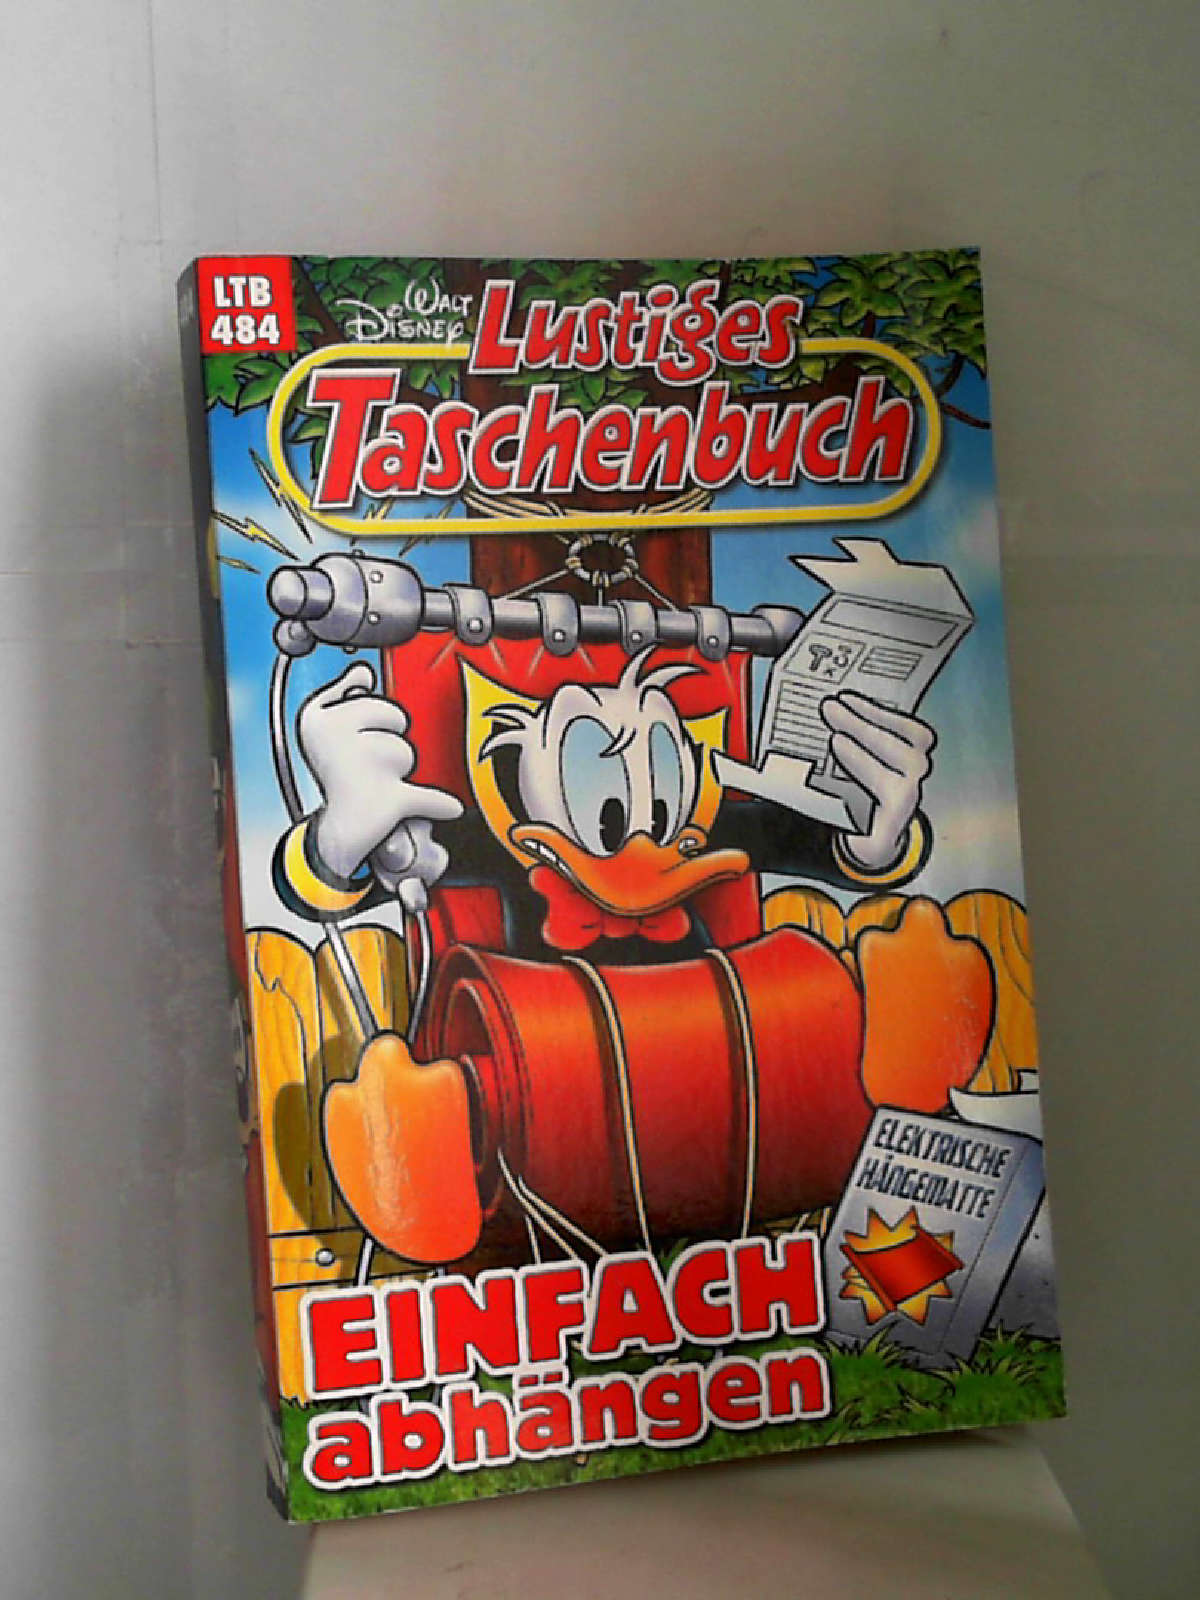 LTB
484
WALT
DISNEY
Lustiges
Taschenbuch
ELEKTRISCHE
HÄNGEMATTE
EINFACH
abhängen